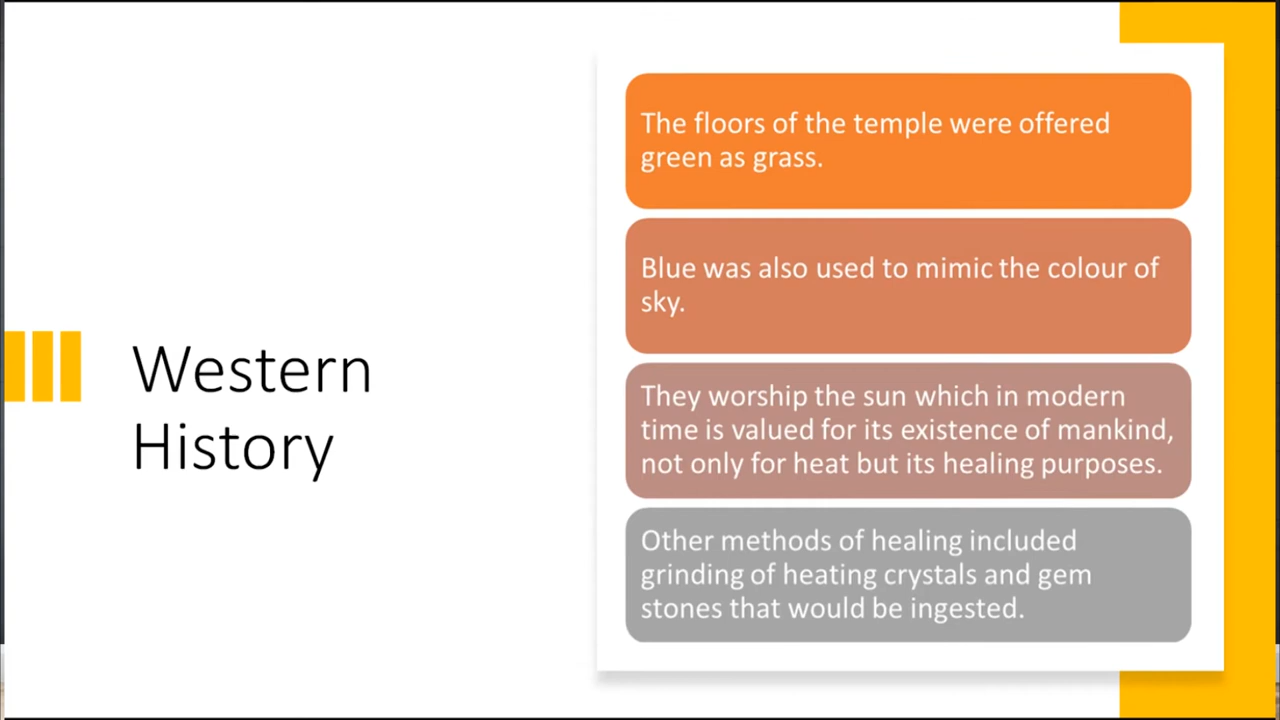 Western
History
The floors of the temple were offered
green as grass.
Blue was also used to mimic the colour of
sky.
They worship the sun which in modern
time is valued for its existence of mankind,
not only for heat but its healing purposes.
Other methods of healing included
grinding of heating crystals and gem
stones that would be ingested.